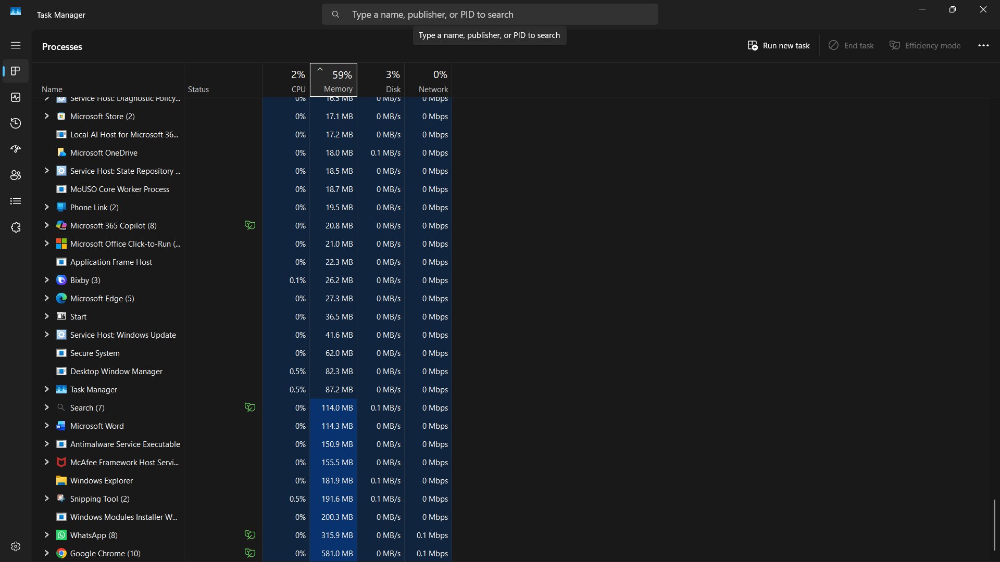 Task Manager
Type a name, publisher, or PID to search
Type a name, publisher, or PID to search
Processes
Run new task
End task
Efficiency mode
2% 59% 3% 0%
Name Status CPU Memory Disk Network
Service Host: Diagnostic Policy... 0% 16.5 MB 0 MB/s 0 Mbps
Microsoft Store (2) 0% 17.1 MB 0 MB/s 0 Mbps
Local AI Host for Microsoft 36... 0% 17.2 MB 0 MB/s 0 Mbps
Microsoft OneDrive 0% 18.0 MB 0.1 MB/s 0 Mbps
Service Host: State Repository ... 0% 18.5 MB 0 MB/s 0 Mbps
MoUSO Core Worker Process 0% 18.7 MB 0 MB/s 0 Mbps
Phone Link (2) 0% 19.5 MB 0 MB/s 0 Mbps
Microsoft 365 Copilot (8) 0% 20.8 MB 0 MB/s 0 Mbps
Microsoft Office Click-to-Run (... 0% 21.0 MB 0 MB/s 0 Mbps
Application Frame Host 0% 22.3 MB 0 MB/s 0 Mbps
Bixby (3) 0.1% 26.2 MB 0 MB/s 0 Mbps
Microsoft Edge (5) 0% 27.3 MB 0 MB/s 0 Mbps
Start 0% 36.5 MB 0 MB/s 0 Mbps
Service Host: Windows Update 0% 41.6 MB 0 MB/s 0 Mbps
Secure System 0% 62.0 MB 0 MB/s 0 Mbps
Desktop Window Manager 0.5% 82.3 MB 0 MB/s 0 Mbps
Task Manager 0.5% 87.2 MB 0 MB/s 0 Mbps
Search (7) 0% 114.0 MB 0.1 MB/s 0 Mbps
Microsoft Word 0% 114.3 MB 0 MB/s 0 Mbps
Antimalware Service Executable 0% 150.9 MB 0 MB/s 0 Mbps
McAfee Framework Host Servi... 0% 155.5 MB 0 MB/s 0 Mbps
Windows Explorer 0% 181.9 MB 0.1 MB/s 0 Mbps
Snipping Tool (2) 0.5% 191.6 MB 0.1 MB/s 0 Mbps
Windows Modules Installer W... 0% 200.3 MB 0 MB/s 0 Mbps
WhatsApp (8) 0% 315.9 MB 0 MB/s 0.1 Mbps
Google Chrome (10) 0% 581.0 MB 0 MB/s 0.1 Mbps